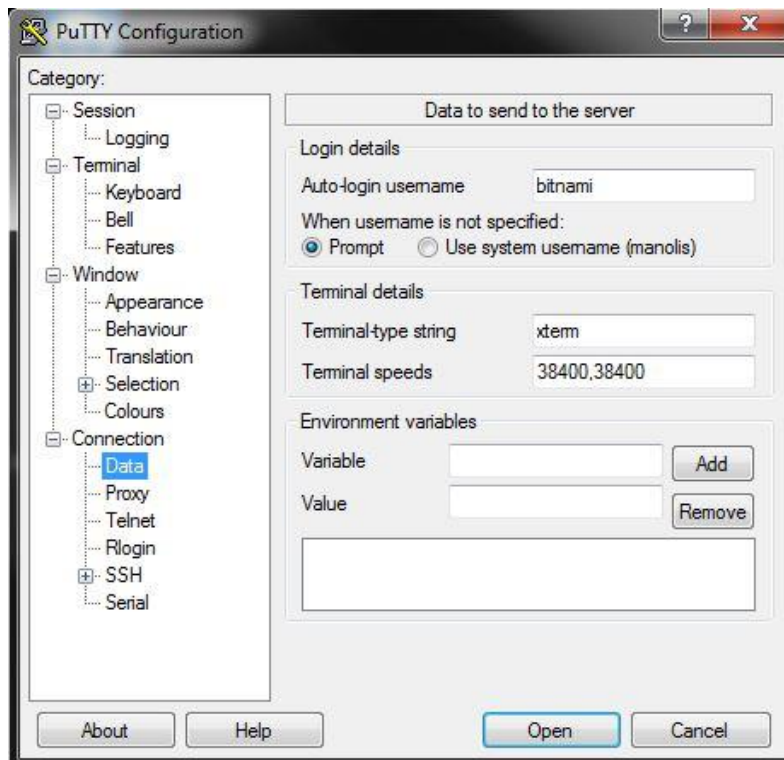 PuTTY Configuration
Category:
Session
Logging
Terminal
Keyboard
Bell
Features
Window
Appearance
Behaviour
Translation
Selection
Colours
Connection
Data
Proxy
Telnet
Rlogin
SSH
Serial
Data to send to the server
Login details
Auto-login username bitnami
When username is not specified:
Prompt Use system username (manolis)
Terminal details
Terminal-type string xterm
Terminal speeds 38400,38400
Environment variables
Variable Add
Value Remove
About Help Open Cancel